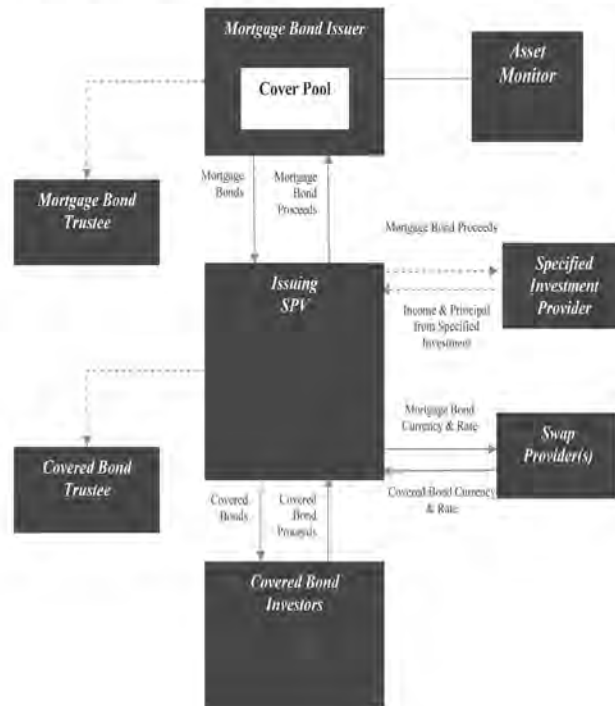 Mortgage Bond Issuer
Cover Pool
Asset
Monitor
Mortgage
Bonds
Mortgage
Bond
Proceeds
Mortgage Bond
Trustee
Mortgage Bond Proceeds
Issuing
SPV
Specified
Investment
Provider
Income & Principal
from Specified
Investment
Mortgage Bond
Currency & Rate
Swap
Provider(s)
Covered Bond Currency
& Rate
Covered Bond
Trustee
Covered
Bonds
Covered
Bond
Proceeds
Covered Bond
Investors